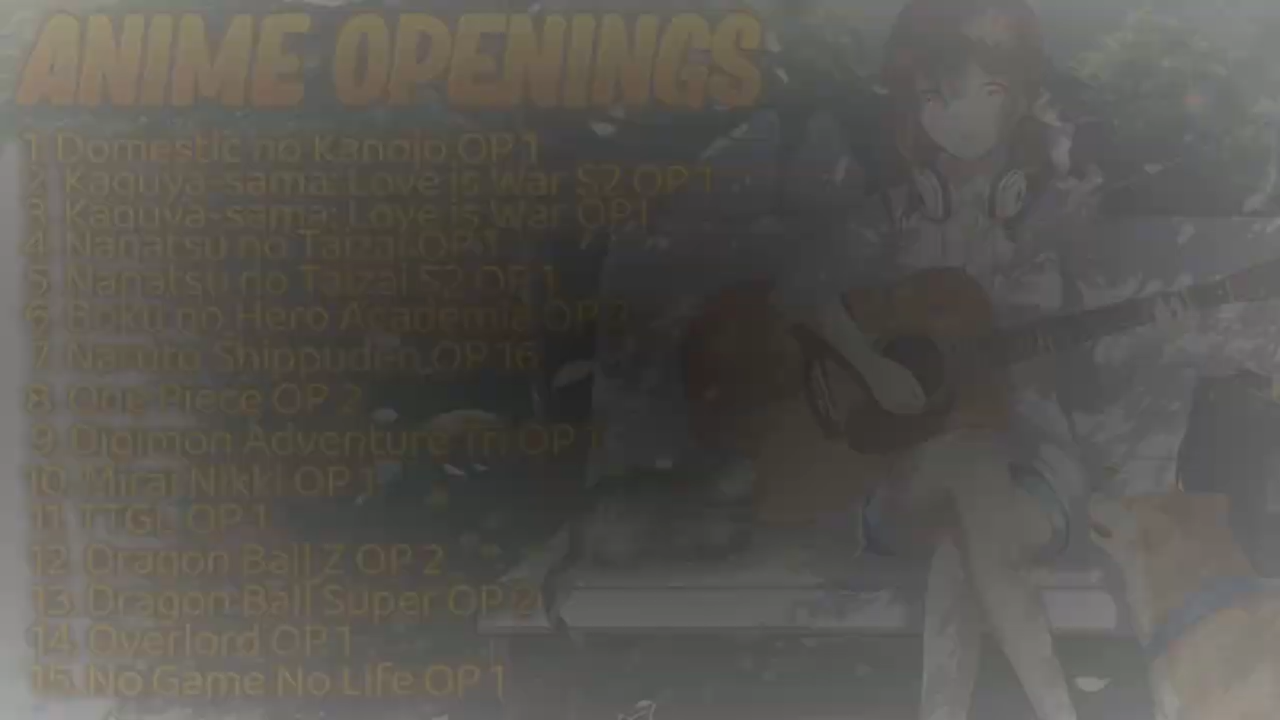 ANIME OPENINGS
1. Domestic no Kanojo OP 1
2. Kaguya-sama: Love is War S2 OP 1
3. Kaguya-sama: Love is War OP1
4. Nanatsu no Taizai OP 1
5. Nanatsu no Taizai S2 OP 1
6. Boku no Hero Academia OP 2
7. Naruto Shippuden OP 16
8. One Piece OP 2
9. Digimon Adventure Tri OP 1
10. Mirai Nikki OP 1
11. TTGL OP 1
12. Dragon Ball Z OP 2
13. Dragon Ball Super OP 2
14. Overlord OP 1
15. No Game No Life OP 1